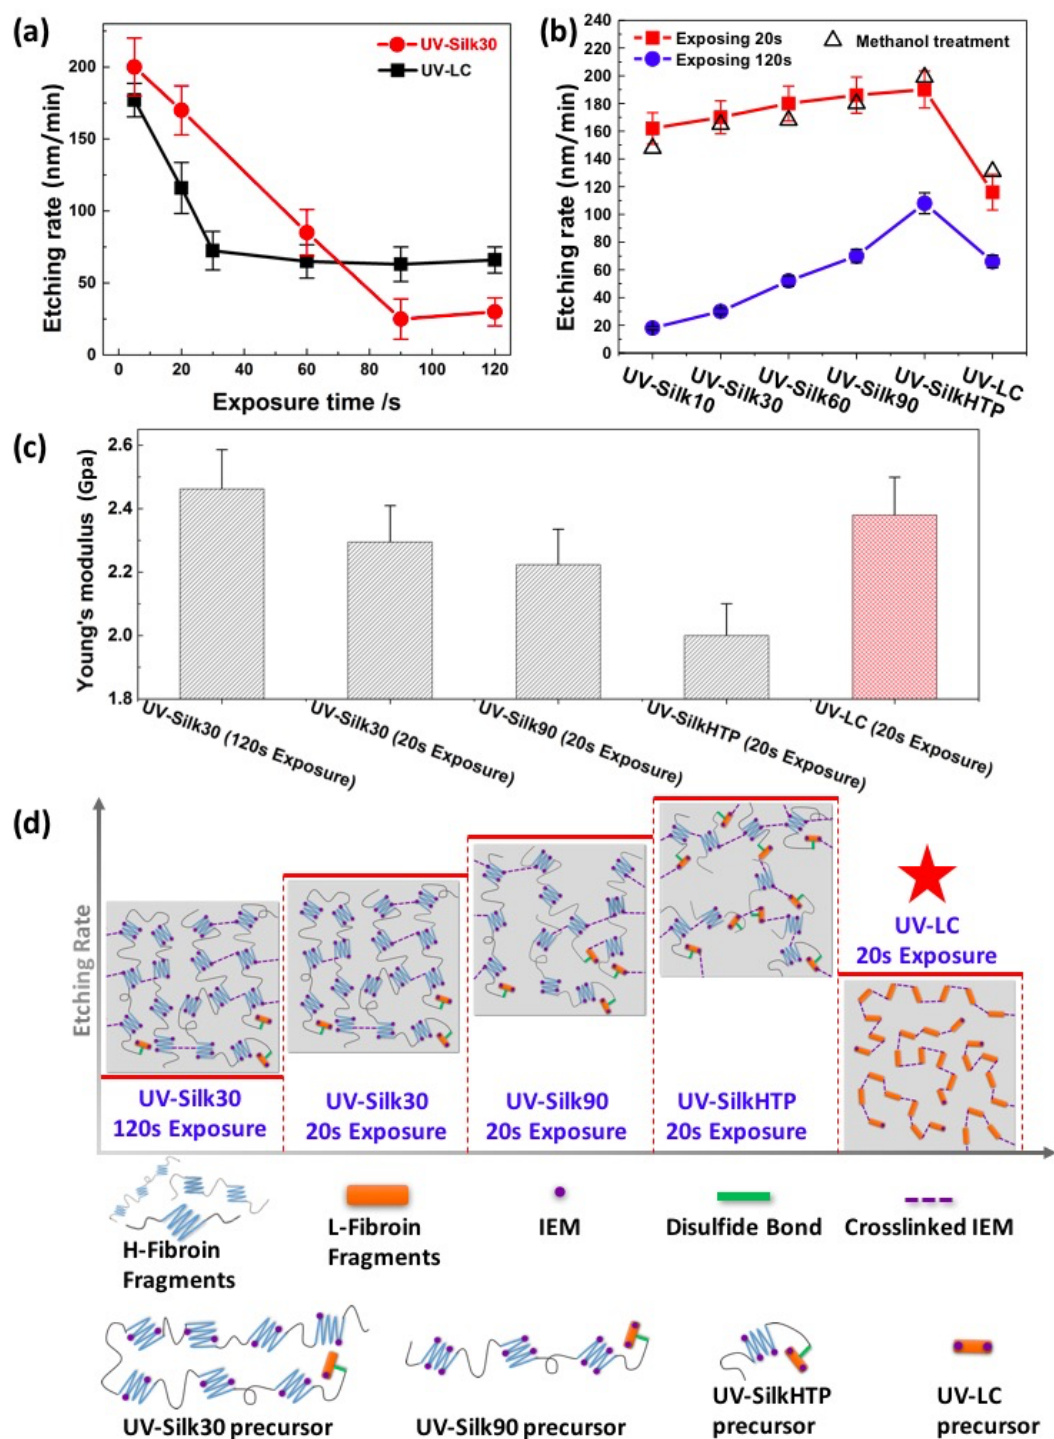 (a)
UV-Silk30
UV-LC
200
150
100
50
0
0 20 40 60 80 100 120
Etching rate (nm/min)
Exposure time /s
(b)
Exposing 20s
Exposing 120s
Methanol treatment
240
220
200
180
160
140
120
100
80
60
40
20
0
Etching rate (nm/min)
UV-Silk10
UV-Silk30
UV-Silk60
UV-Silk90
UV-SilkHTP
UV-LC
(c)
2.6
2.4
2.2
2.0
1.8
Young's modulus (Gpa)
UV-Silk30 (120s Exposure)
UV-Silk30 (20s Exposure)
UV-Silk90 (20s Exposure)
UV-SilkHTP (20s Exposure)
UV-LC (20s Exposure)
(d)
Etching Rate
UV-Silk30
120s Exposure
UV-Silk30
20s Exposure
UV-Silk90
20s Exposure
UV-SilkHTP
20s Exposure
UV-LC
20s Exposure
H-Fibroin
Fragments
L-Fibroin
Fragments
IEM
Disulfide Bond
Crosslinked IEM
UV-Silk30 precursor
UV-Silk90 precursor
UV-SilkHTP
precursor
UV-LC
precursor